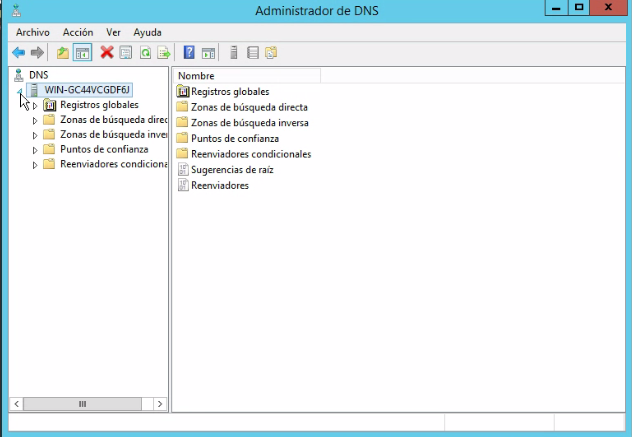 Administrador de DNS
Archivo Acción Ver Ayuda
DNS
WIN-GC44VCGDF6J
Registros globales
Zonas de búsqueda direc
Zonas de búsqueda inver
Puntos de confianza
Reenviadores condiciona
Nombre
Registros globales
Zonas de búsqueda directa
Zonas de búsqueda inversa
Puntos de confianza
Reenviadores condicionales
Sugerencias de raíz
Reenviadores